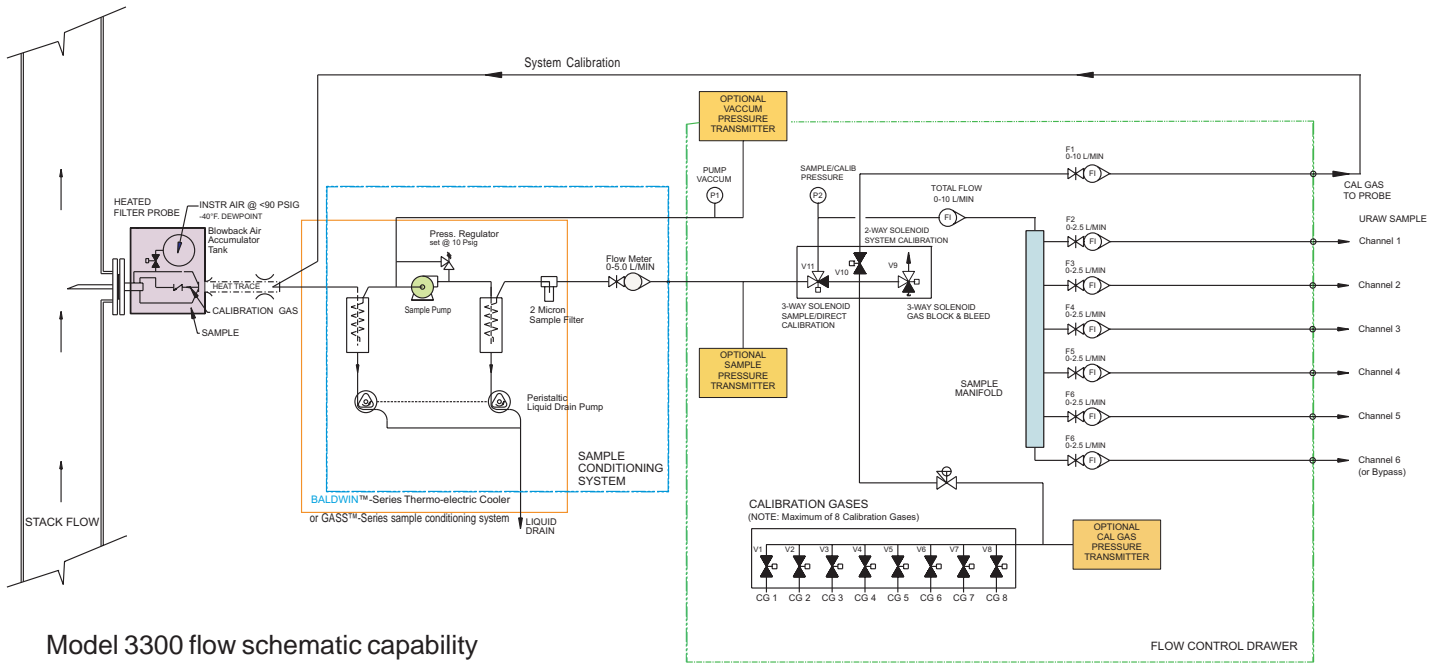 System Calibration
OPTIONAL
VACCUM
PRESSURE
TRANSMITTER
PUMP
VACCUM
P1
SAMPLE/CALIB
PRESSURE
P2
TOTAL FLOW
0-10 L/MIN
FI
F1
0-10 L/MIN
FI
CAL GAS
TO PROBE
HEATED
FILTER PROBE
INSTR AIR @ <90 PSIG
-40°F. DEWPOINT
Blowback Air
Accumulator
Tank
HEAT TRACE
CALIBRATION GAS
SAMPLE
Press. Regulator
set @ 10 Psig
Sample Pump
2 Micron
Sample Filter
Flow Meter
0-5.0 L/MIN
2-WAY SOLENOID
SYSTEM CALIBRATION
V11
V10
V9
3-WAY SOLENOID
SAMPLE/DIRECT
CALIBRATION
3-WAY SOLENOID
GAS BLOCK & BLEED
URAW SAMPLE
F2
0-2.5 L/MIN
FI
Channel 1
F3
0-2.5 L/MIN
FI
Channel 2
F4
0-2.5 L/MIN
FI
Channel 3
F5
0-2.5 L/MIN
FI
Channel 4
F6
0-2.5 L/MIN
FI
Channel 5
F6
0-2.5 L/MIN
FI
Channel 6
(or Bypass)
SAMPLE
MANIFOLD
OPTIONAL
SAMPLE
PRESSURE
TRANSMITTER
Peristaltic
Liquid Drain Pump
SAMPLE
CONDITIONING
SYSTEM
BALDWIN™-Series Thermo-electric Cooler
or GASS™-Series sample conditioning system
LIQUID
DRAIN
STACK FLOW
CALIBRATION GASES
(NOTE: Maximum of 8 Calibration Gases)
V1 V2 V3 V4 V5 V6 V7 V8
CG 1 CG 2 CG 3 CG 4 CG 5 CG 6 CG 7 CG 8
OPTIONAL
CAL GAS
PRESSURE
TRANSMITTER
FLOW CONTROL DRAWER
Model 3300 flow schematic capability